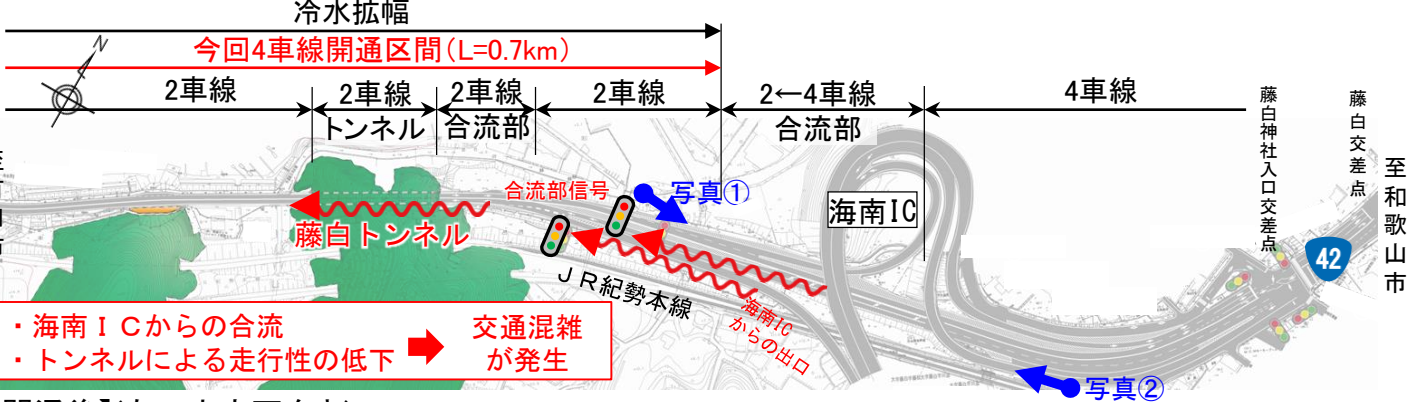 冷水拡幅
今回4車線開通区間(L=0.7km)
N
2車線
2車線
トンネル
2車線
合流部
2車線
2←4車線
合流部
4車線
藤白神社入口交差点
藤白交差点
至和歌山市
合流部信号
写真①
海南IC
藤白トンネル
42
JR紀勢本線
海南IC
からの出口
・海南ICからの合流
・トンネルによる走行性の低下
交通混雑
が発生
写真②